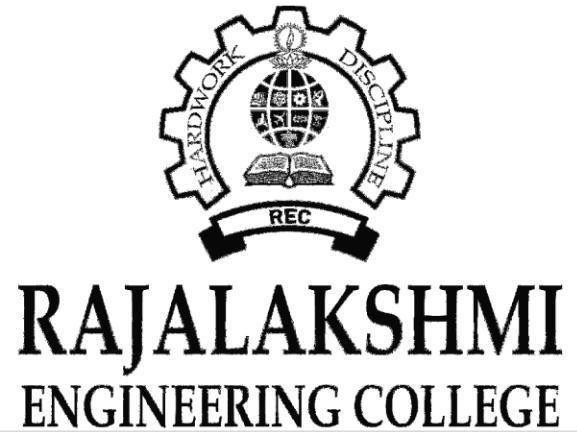 HARDWORK
DISCIPLINE
REC
RAJALAKSHMI
ENGINEERING COLLEGE